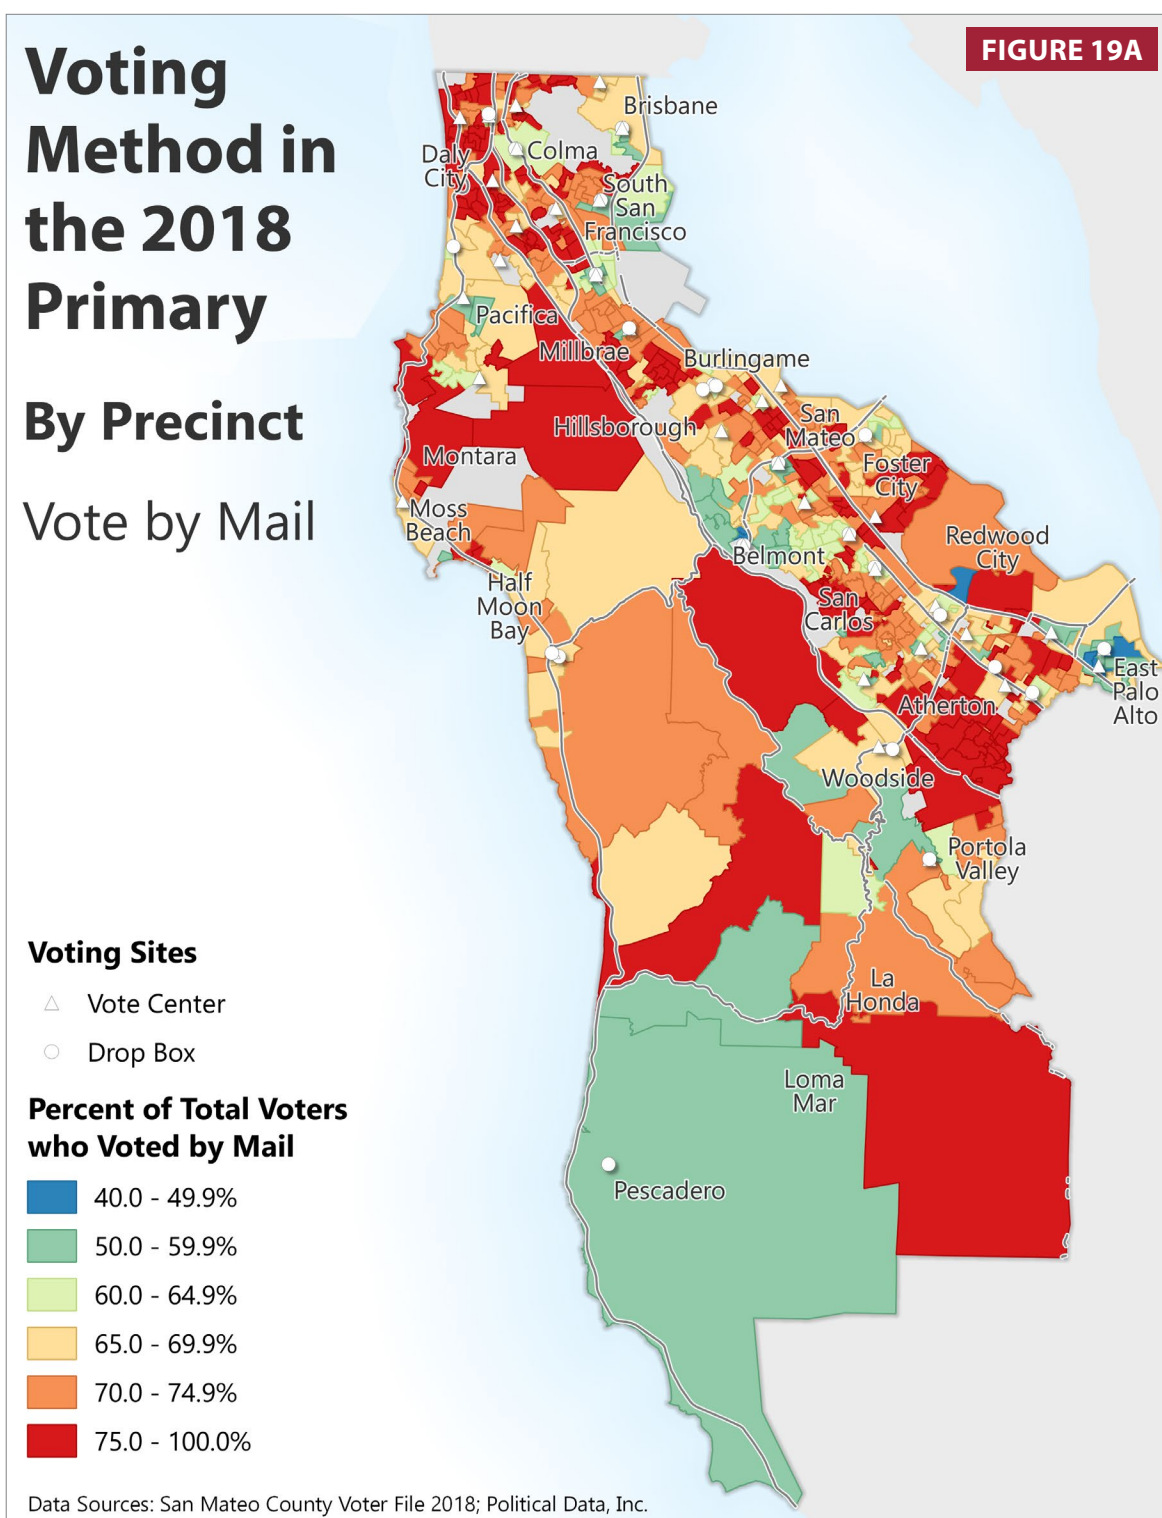 Voting
Method in
the 2018
Primary
By Precinct
Vote by Mail
FIGURE 19A
Brisbane
Daly
City
Colma
South
San
Francisco
Pacifica
Millbrae
Burlingame
Hillsborough
San
Mateo
Montara
Foster
City
Moss
Beach
Redwood
City
Belmont
Half
Moon
Bay
San
Carlos
East
Palo
Alto
Atherton
Woodside
Portola
Valley
La
Honda
Loma
Mar
Pescadero
Voting Sites
Vote Center
Drop Box
Percent of Total Voters
who Voted by Mail
40.0 - 49.9%
50.0 - 59.9%
60.0 - 64.9%
65.0 - 69.9%
70.0 - 74.9%
75.0 - 100.0%
Data Sources: San Mateo County Voter File 2018; Political Data, Inc.